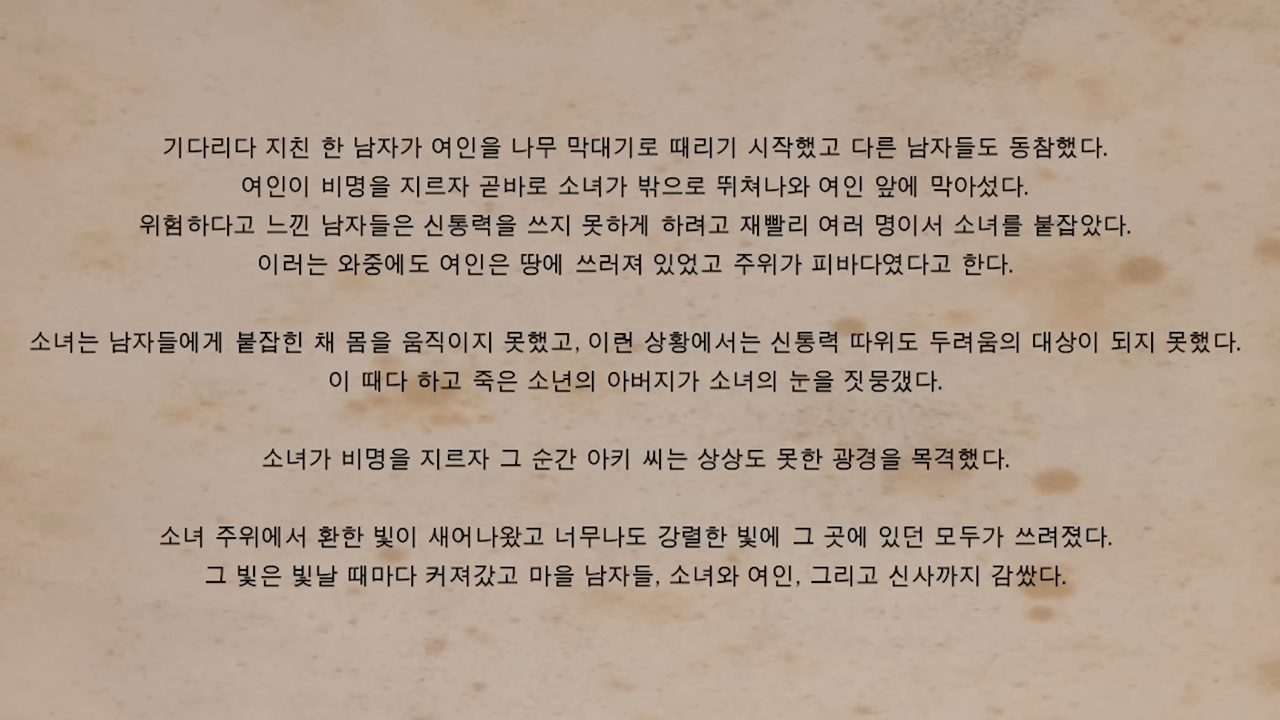 기다리다 지친 한 남자가 여인을 나무 막대기로 때리기 시작했고 다른 남자들도 동참했다.
여인이 비명을 지르자 곧바로 소녀가 밖으로 뛰쳐나와 여인 앞에 막아섰다.
위험하다고 느낀 남자들은 신통력을 쓰지 못하게 하려고 재빨리 여러 명이서 소녀를 붙잡았다.
이러는 와중에도 여인은 땅에 쓰러져 있었고 주위가 피바다였다고 한다.
소녀는 남자들에게 붙잡힌 채 몸을 움직이지 못했고, 이런 상황에서는 신통력 따위도 두려움의 대상이 되지 못했다.
이 때다 하고 죽은 소년의 아버지가 소녀의 눈을 짓뭉갰다.
소녀가 비명을 지르자 그 순간 아키 씨는 상상도 못한 광경을 목격했다.
소녀 주위에서 환한 빛이 새어나왔고 너무나도 강렬한 빛에 그 곳에 있던 모두가 쓰려졌다.
그 빛은 빛날 때마다 커져갔고 마을 남자들, 소녀와 여인, 그리고 신사까지 감쌌다.